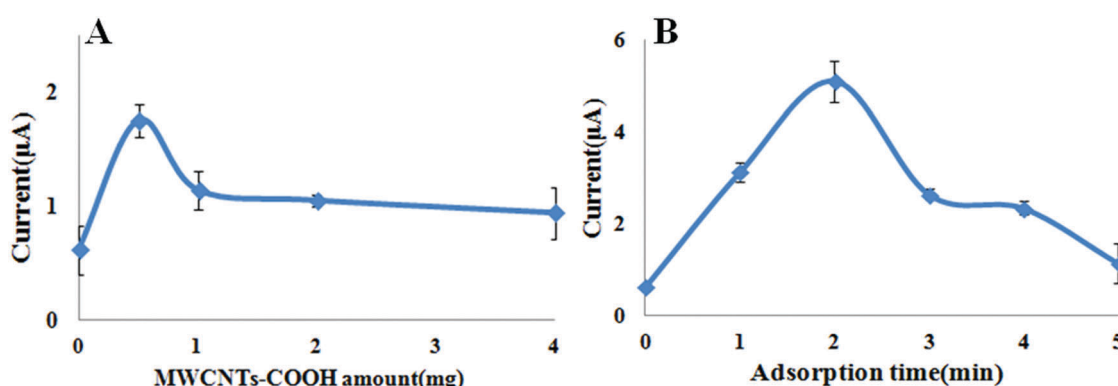 A
Current(μA)
2
1
0
0 1 2 3 4
MWCNTs-COOH amount(mg)
B
Current(μA)
6
4
2
0
0 1 2 3 4 5
Adsorption time(min)